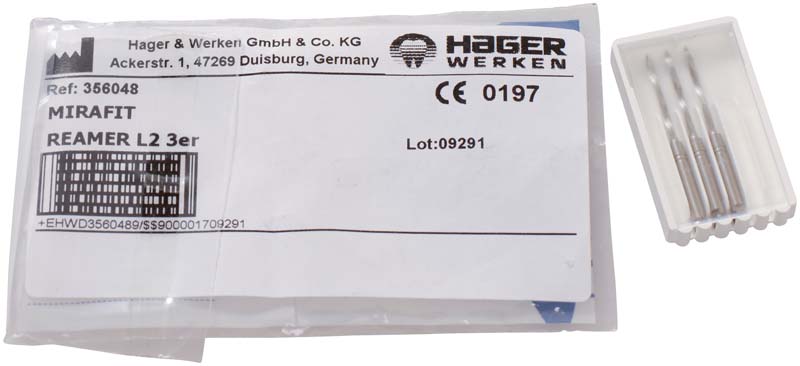 Hager & Werken GmbH & Co. KG
Ackerstr. 1, 47269 Duisburg, Germany
HAGER
WERKEN
Ref: 356048
CE 0197
MIRAFIT
REAMER L2 3er
Lot:09291
+EHWD3560489/$$900001709291